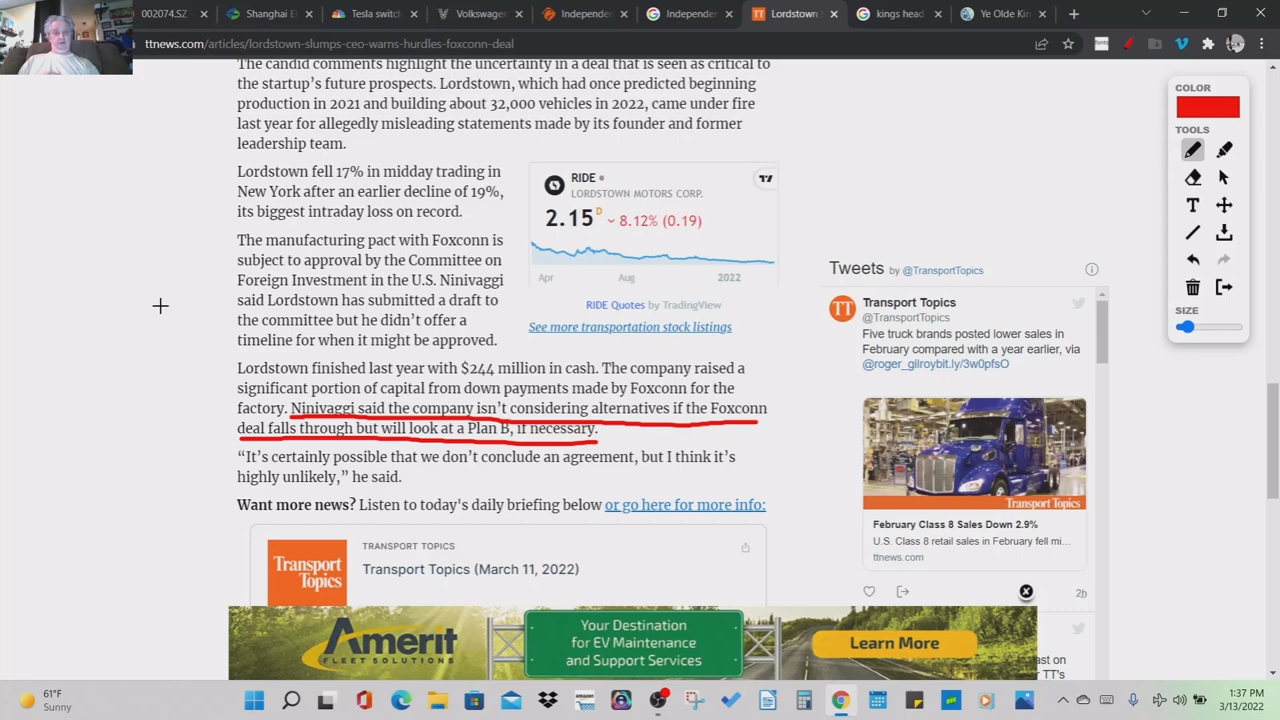 002074.SZ
Shanghai El
Tesla switch
Volkswager
Independer
Independer
Lordstown
kings head
Ye Olde Kin
ttnews.com/articles/lordstown-slumps-ceo-warns-hurdles-foxconn-deal
The candid comments highlight the uncertainty in a deal that is seen as critical to
the startup's future prospects. Lordstown, which had once predicted beginning
production in 2021 and building about 32,000 vehicles in 2022, came under fire
last year for allegedly misleading statements made by its founder and former
leadership team.
Lordstown fell 17% in midday trading in
New York after an earlier decline of 19%,
its biggest intraday loss on record.
The manufacturing pact with Foxconn is
subject to approval by the Committee on
Foreign Investment in the U.S. Ninivaggi
said Lordstown has submitted a draft to
the committee but he didn't offer a
timeline for when it might be approved.
RIDE
LORDSTOWN MOTORS CORP.
2.15 D 8.12% (0.19)
Apr Aug 2022
RIDE Quotes by TradingView
See more transportation stock listings
Lordstown finished last year with $244 million in cash. The company raised a
significant portion of capital from down payments made by Foxconn for the
factory. Ninivaggi said the company isn't considering alternatives if the Foxconn
deal falls through but will look at a Plan B, if necessary.
“It's certainly possible that we don't conclude an agreement, but I think it's
highly unlikely,” he said.
Want more news? Listen to today's daily briefing below or go here for more info:
Transport
Topics
TRANSPORT TOPICS
Transport Topics (March 11, 2022)
Tweets by @TransportTopics
TT
Transport Topics
@TransportTopics
Five truck brands posted lower sales in
February compared with a year earlier, via
@roger_gilroybit.ly/3w0pfsO
Transport Topics
February Class 8 Sales Down 2.9%
U.S. Class 8 retail sales in February fell mi...
ttnews.com
2h
ast on
er TT's
Amerit
FLEET SOLUTIONS
Your Destination
for EV Maintenance
and Support Services
Learn More
COLOR
TOOLS
SIZE
61°F
Sunny
1:37 PM
3/13/2022